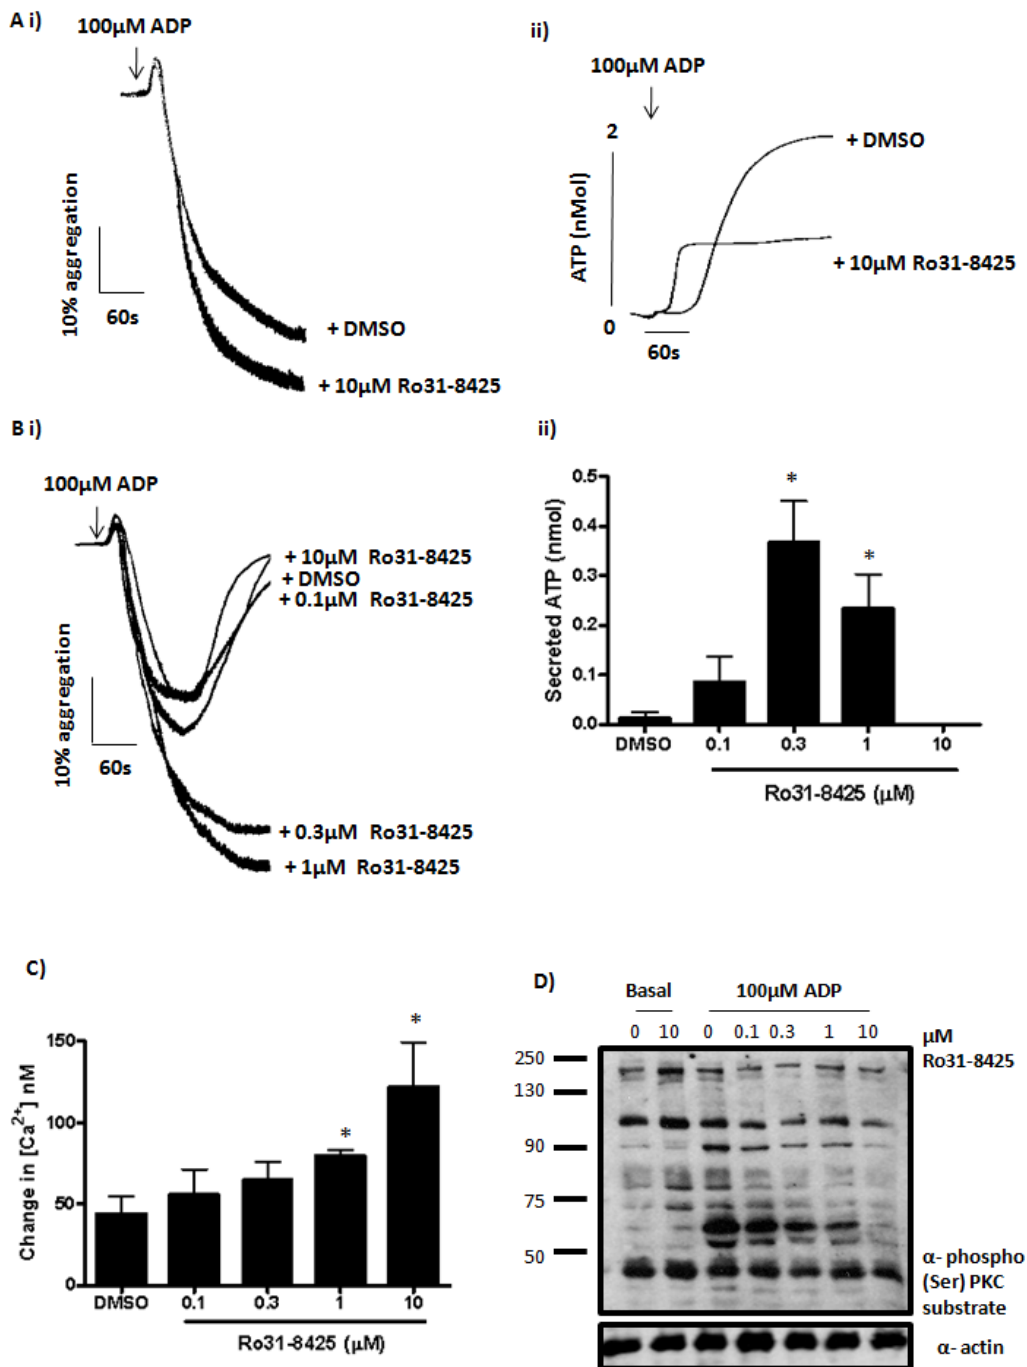 A i)
100μM ADP
10% aggregation
60s
+ DMSO
+ 10μM Ro31-8425
ii)
100μM ADP
2
ATP (nMol)
0
60s
+ DMSO
+ 10μM Ro31-8425
B i)
100μM ADP
10% aggregation
60s
+ 10μM Ro31-8425
+ DMSO
+ 0.1μM Ro31-8425
+ 0.3μM Ro31-8425
+ 1μM Ro31-8425
ii)
Secreted ATP (nmol)
0.5
0.4
0.3
0.2
0.1
0.0
*
*
DMSO 0.1 0.3 1 10
Ro31-8425 (μM)
C)
Change in [Ca²⁺] nM
150
100
50
0
*
*
DMSO 0.1 0.3 1 10
Ro31-8425 (μM)
D)
Basal 100μM ADP
0 10 0 0.1 0.3 1 10 μM
Ro31-8425
250
130
90
75
50
α- phospho
(Ser) PKC
substrate
α- actin